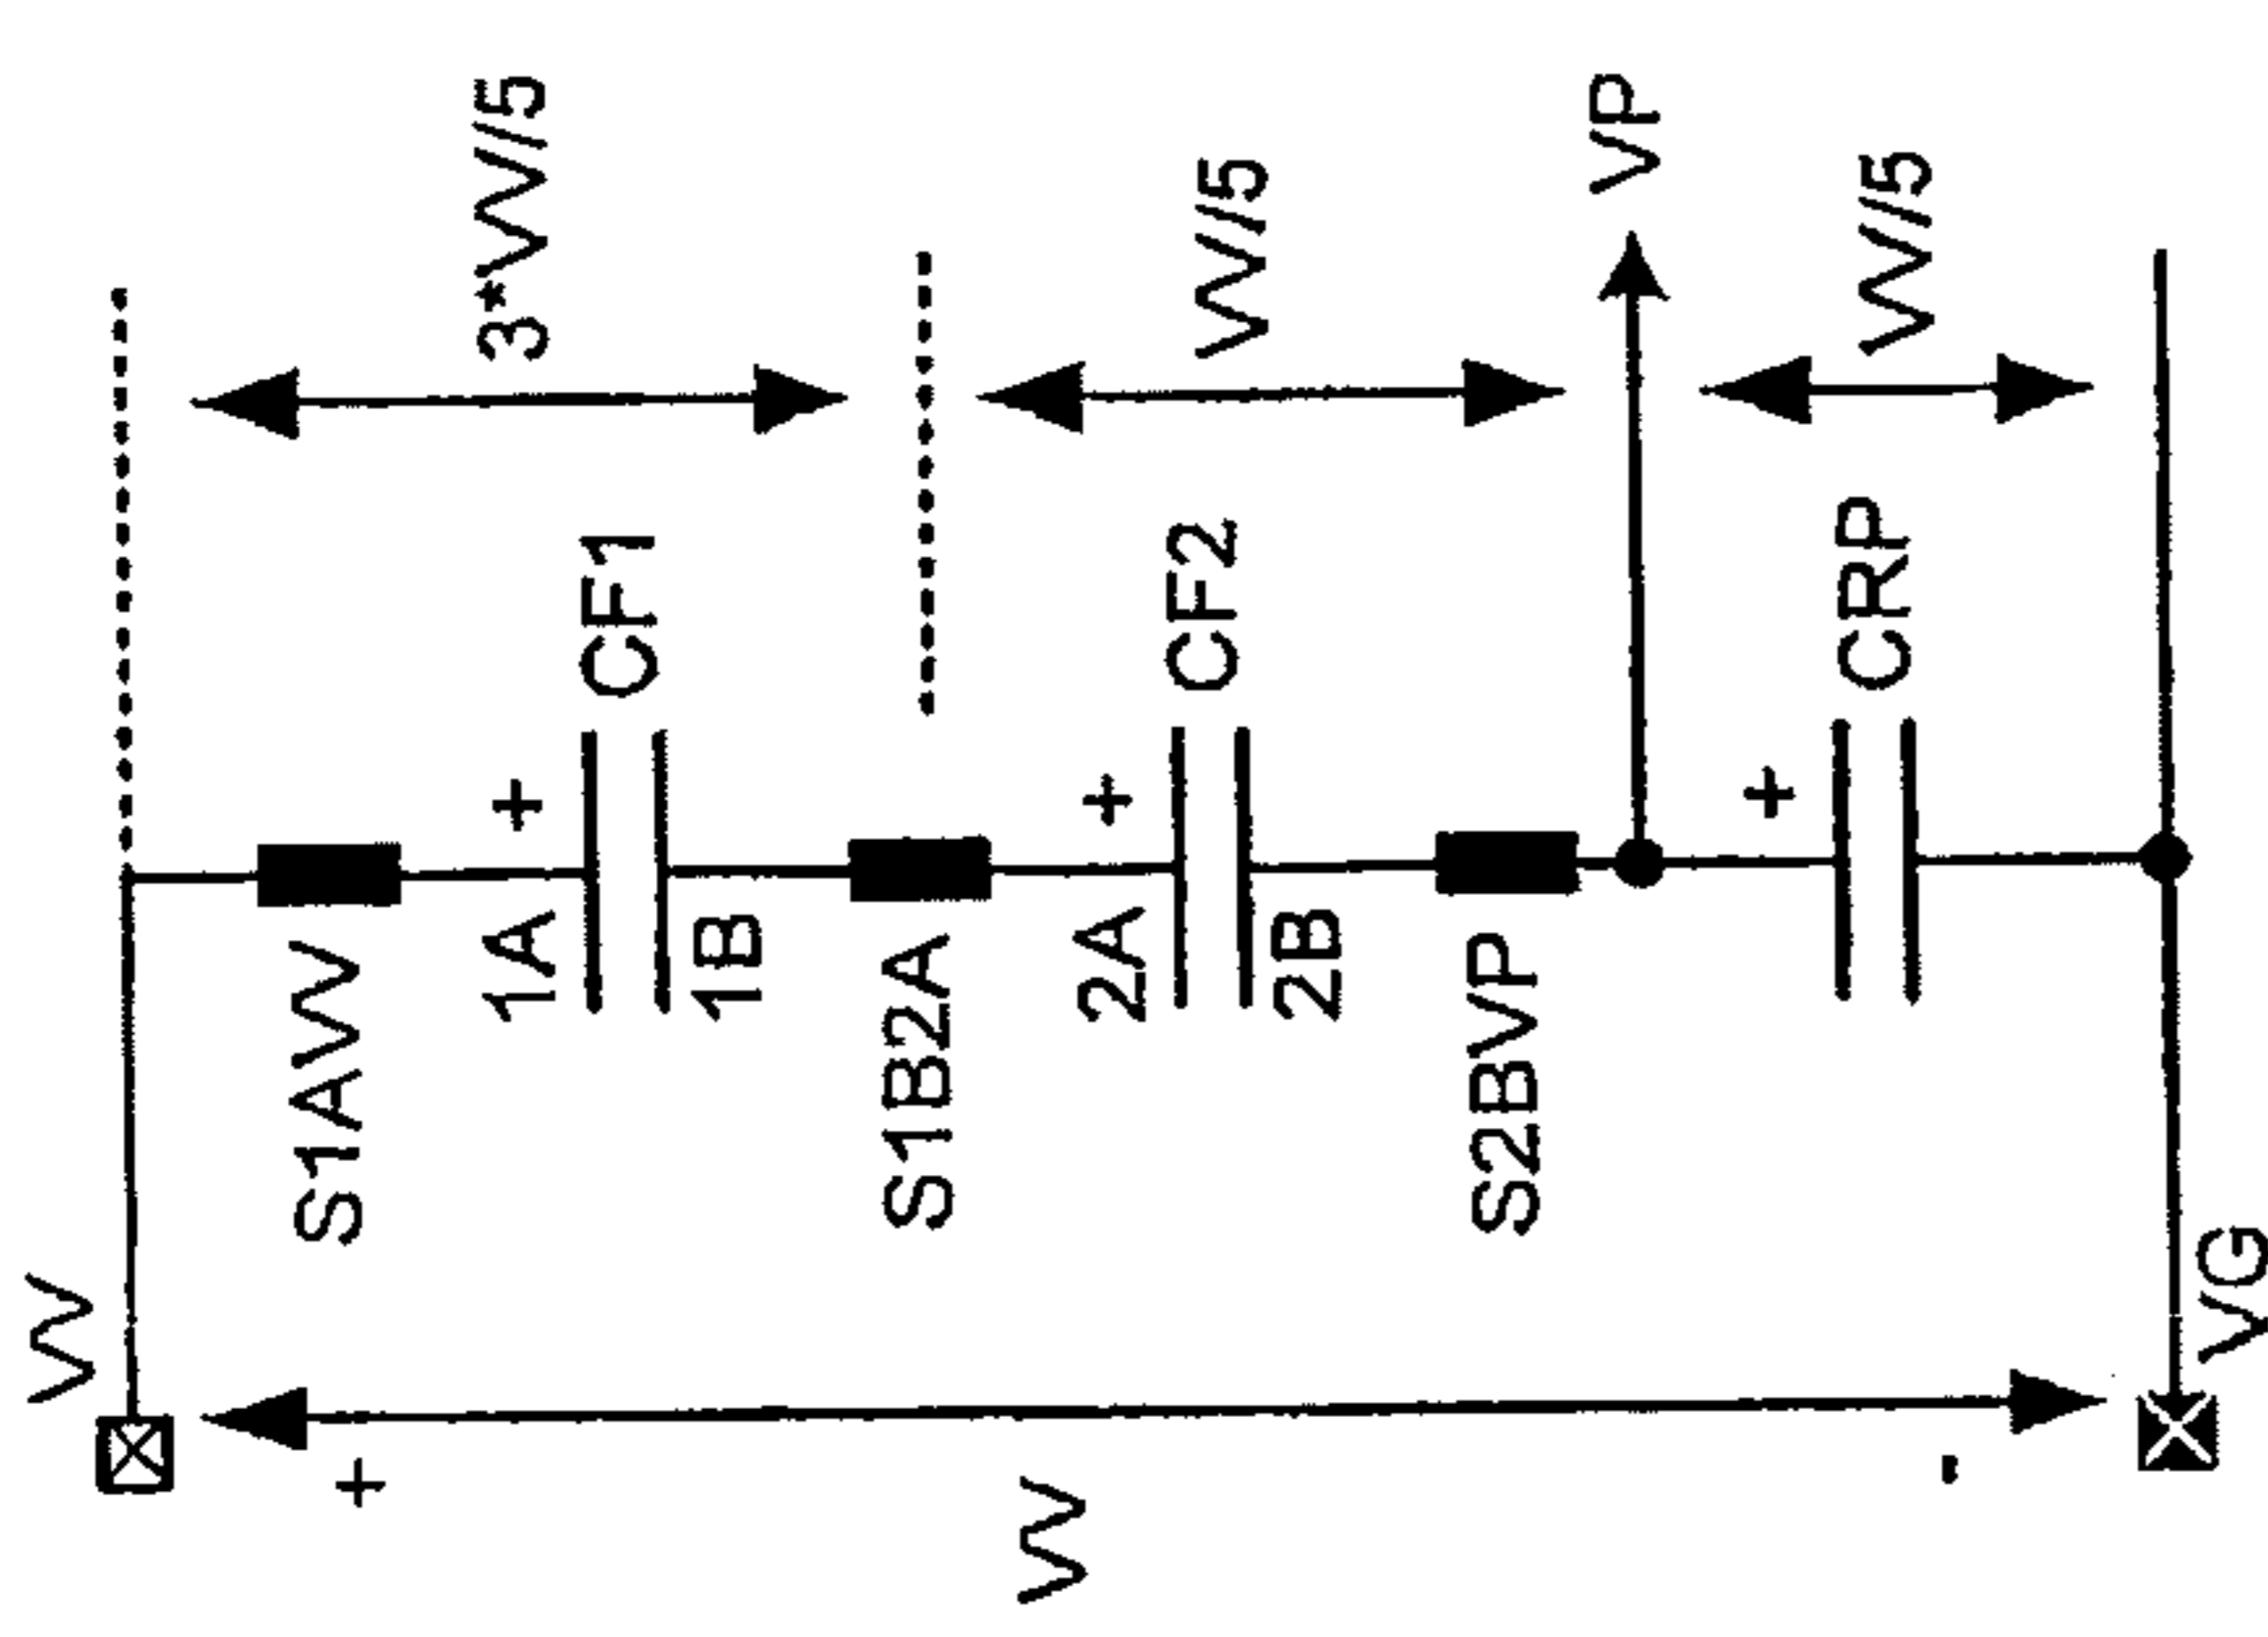 VV
+
S1AVV
3*VV/5
1A
+
CF1
1B
S1B2A
VV
2A
+
CF2
VV/5
2B
S2BVP
VP
+
CRP
VV/5
-
VG